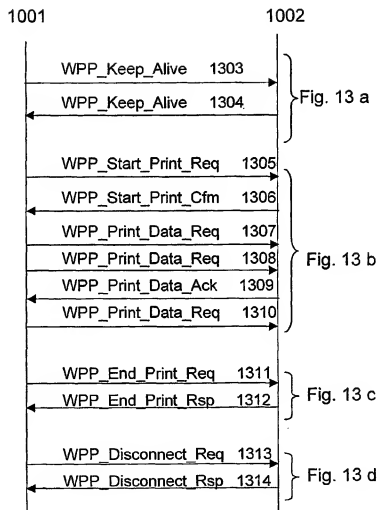 1001 1002
WPP_Keep_Alive 1303
WPP_Keep_Alive 1304
Fig. 13 a
WPP_Start_Print_Req 1305
WPP_Start_Print_Cfm 1306
WPP_Print_Data_Req 1307
WPP_Print_Data_Req 1308
Fig. 13 b
WPP_Print_Data_Ack 1309
WPP_Print_Data_Req 1310
WPP_End_Print_Req 1311
Fig. 13 c
WPP_End_Print_Rsp 1312
WPP_Disconnect_Req 1313
Fig. 13 d
WPP_Disconnect_Rsp 1314